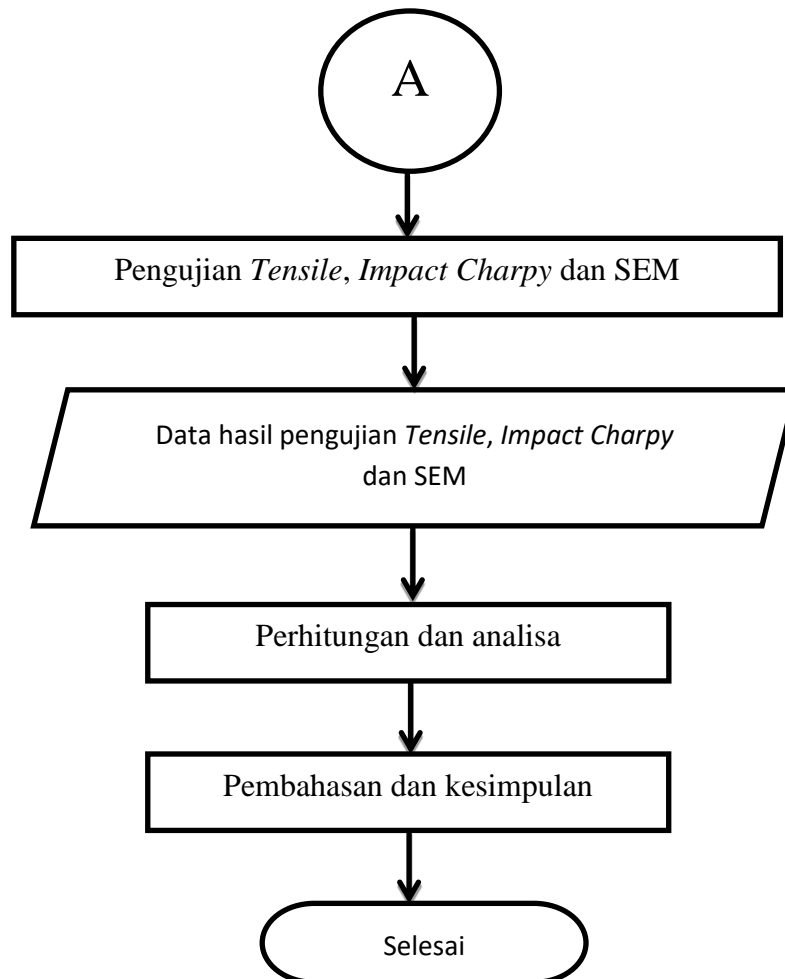 A
Pengujian Tensile, Impact Charpy dan SEM
Data hasil pengujian Tensile, Impact Charpy
dan SEM
Perhitungan dan analisa
Pembahasan dan kesimpulan
Selesai